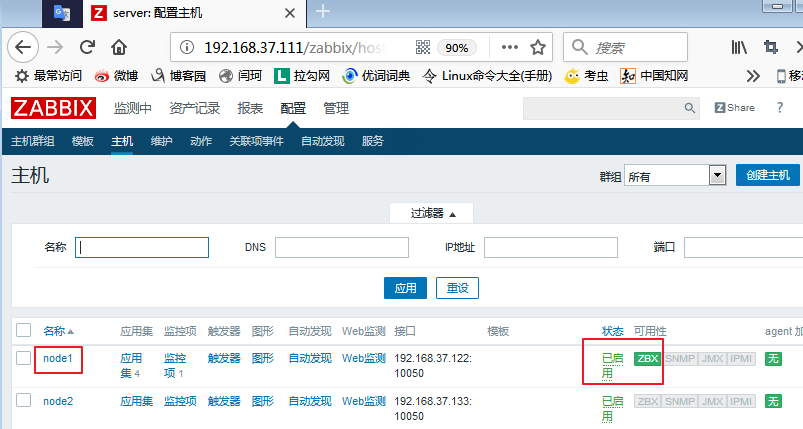 server: 配置主机
192.168.37.111/zabbix/hos
90%
搜索
最常访问 微博 博客园 闫珂 拉勾网 优词词典 Linux命令大全(手册) 考虫 中国知网 移
ZABBIX 监测中 资产记录 报表 配置 管理 Share ?
主机群组 模板 主机 维护 动作 关联项事件 自动发现 服务
主机 群组 所有 创建主机
过滤器
名称 DNS IP地址 端口
应用 重设
名称 应用集 监控项 触发器 图形 自动发现 Web监测 接口 模板 状态 可用性 agent 加
node1 应用集 4 监控项 1 触发器 图形 自动发现 Web监测 192.168.37.122:10050 已启用 ZBX SNMP JMX IPMI 无
node2 应用集 监控项 触发器 图形 自动发现 Web监测 192.168.37.133:10050 已启用 ZBX SNMP JMX IPMI 无